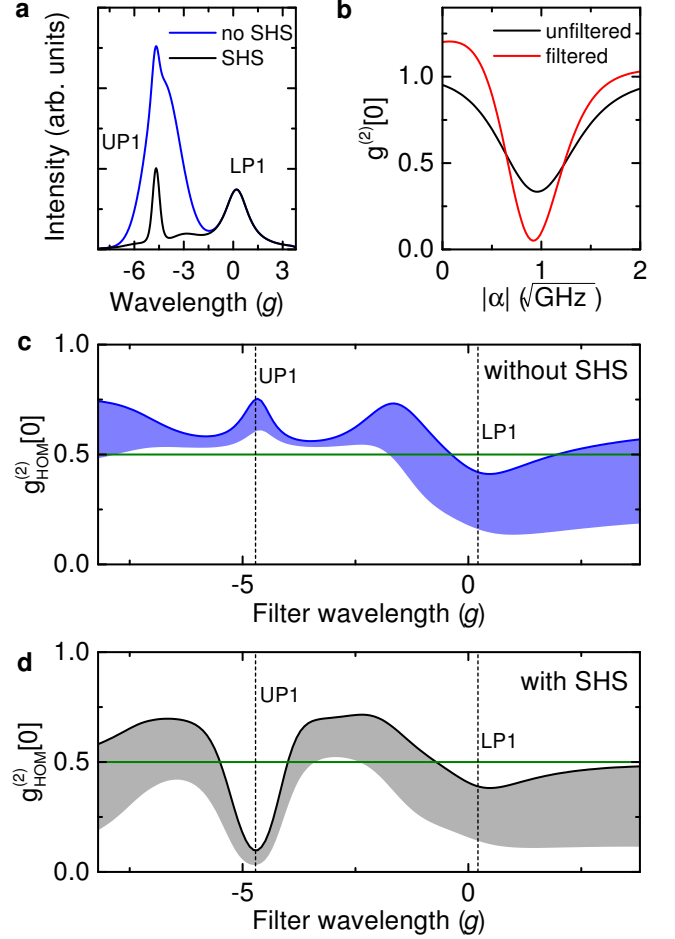 a
no SHS
SHS
UP1
LP1
Intensity (arb. units)
-6 -3 0 3
Wavelength (g)
b
unfiltered
filtered
g(2)[0]
1.0
0.5
0.0
0 1 2
|α| (√GHz)
c
1.0
0.5
0.0
without SHS
UP1
LP1
g(2)HOM[0]
-5 0
Filter wavelength (g)
d
1.0
0.5
0.0
with SHS
UP1
LP1
g(2)HOM[0]
-5 0
Filter wavelength (g)